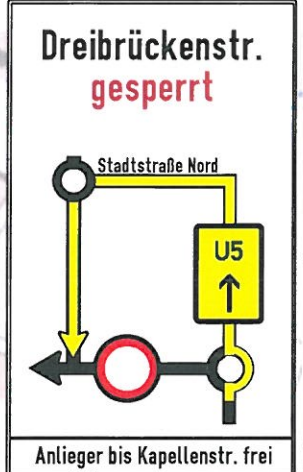 Dreibrückenstr.
gesperrt
Stadtstraße Nord
U5
Anlieger bis Kapellenstr. frei